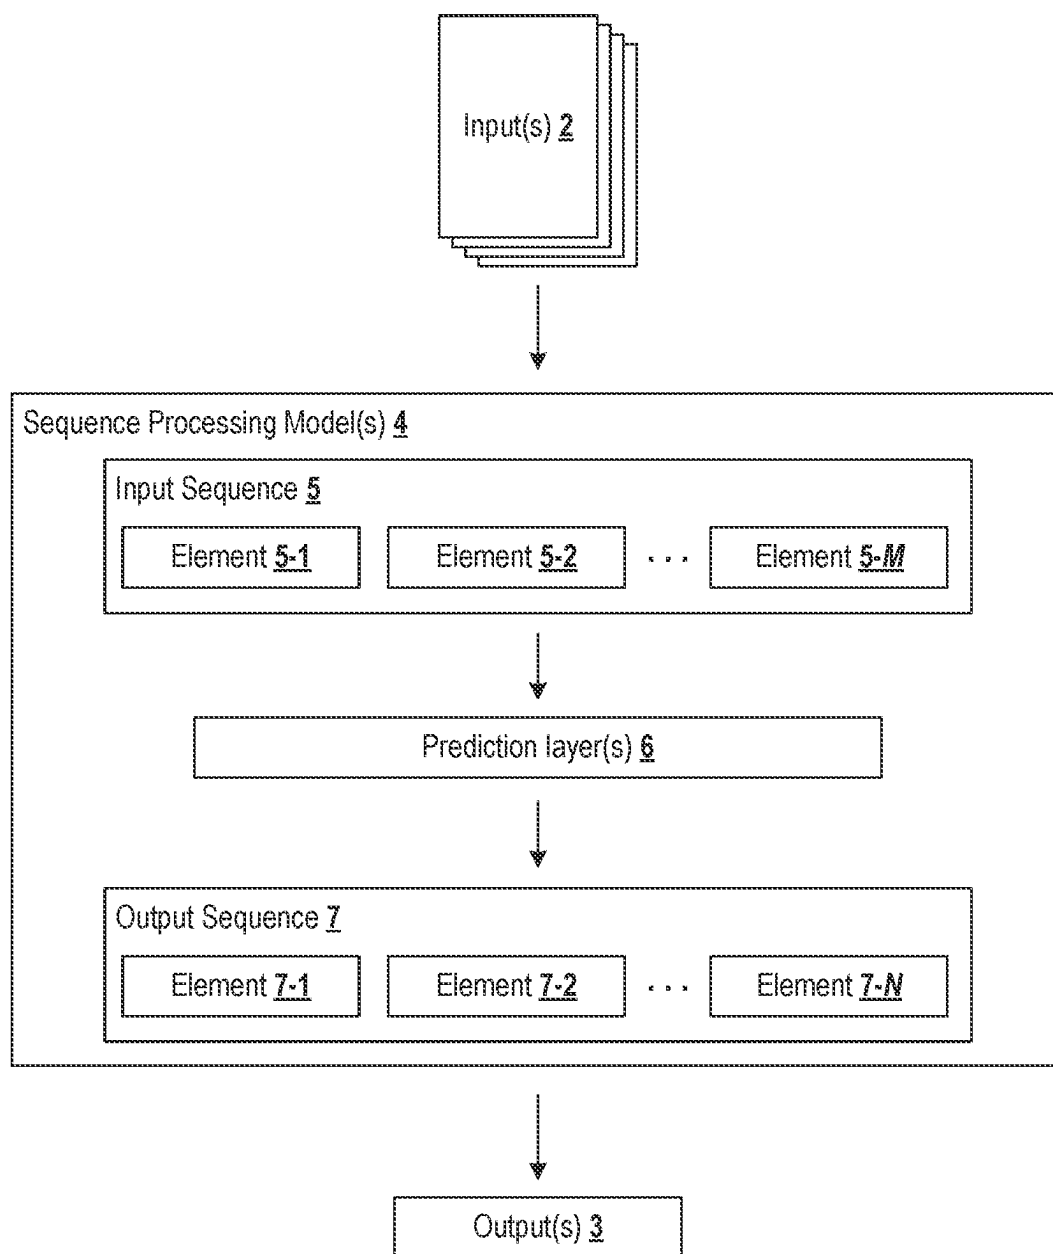 Input(s) 2
Sequence Processing Model(s) 4
Input Sequence 5
Element 5-1 Element 5-2 . . . Element 5-M
Prediction layer(s) 6
Output Sequence 7
Element 7-1 Element 7-2 . . . Element 7-N
Output(s) 3